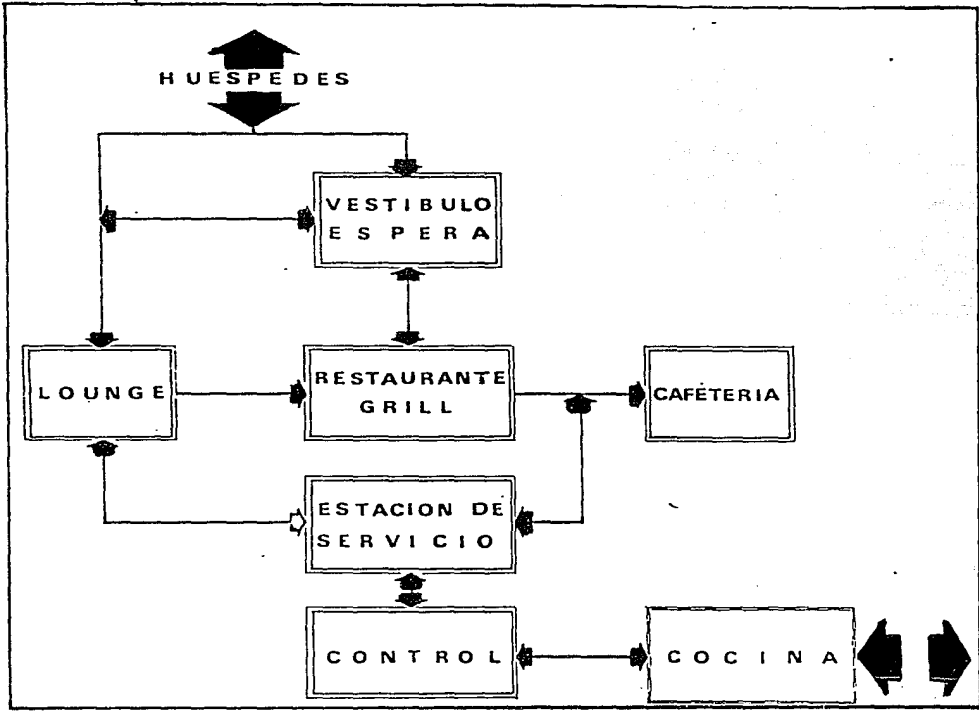 HUESPEDES
VESTIBULO
ESPERA
LOUNGE
RESTAURANTE
GRILL
CAFETERIA
ESTACION DE
SERVICIO
CONTROL
COCINA